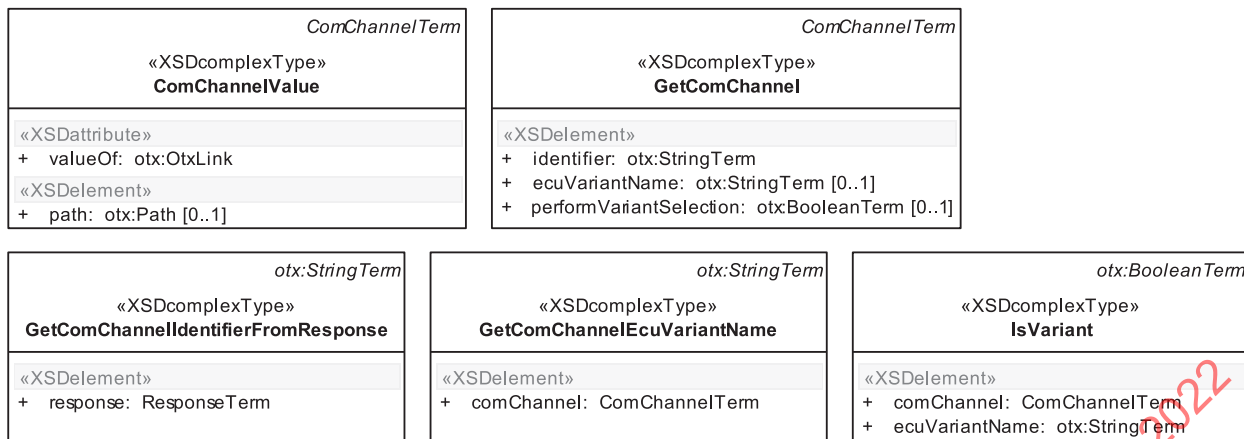 ComChannelTerm
«XSDcomplexType»
ComChannelValue
«XSDattribute»
+ valueOf: otx:OtxLink
«XSDelement»
+ path: otx:Path [0..1]
ComChannelTerm
«XSDcomplexType»
GetComChannel
«XSDelement»
+ identifier: otx:StringTerm
+ ecuVariantName: otx:StringTerm [0..1]
+ performVariantSelection: otx:BooleanTerm [0..1]
otx:StringTerm
«XSDcomplexType»
GetComChannelIdentifierFromResponse
«XSDelement»
+ response: ResponseTerm
otx:StringTerm
«XSDcomplexType»
GetComChannelEcuVariantName
«XSDelement»
+ comChannel: ComChannelTerm
otx:BooleanTerm
«XSDcomplexType»
IsVariant
«XSDelement»
+ comChannel: ComChannelTerm
+ ecuVariantName: otx:StringTerm
2022